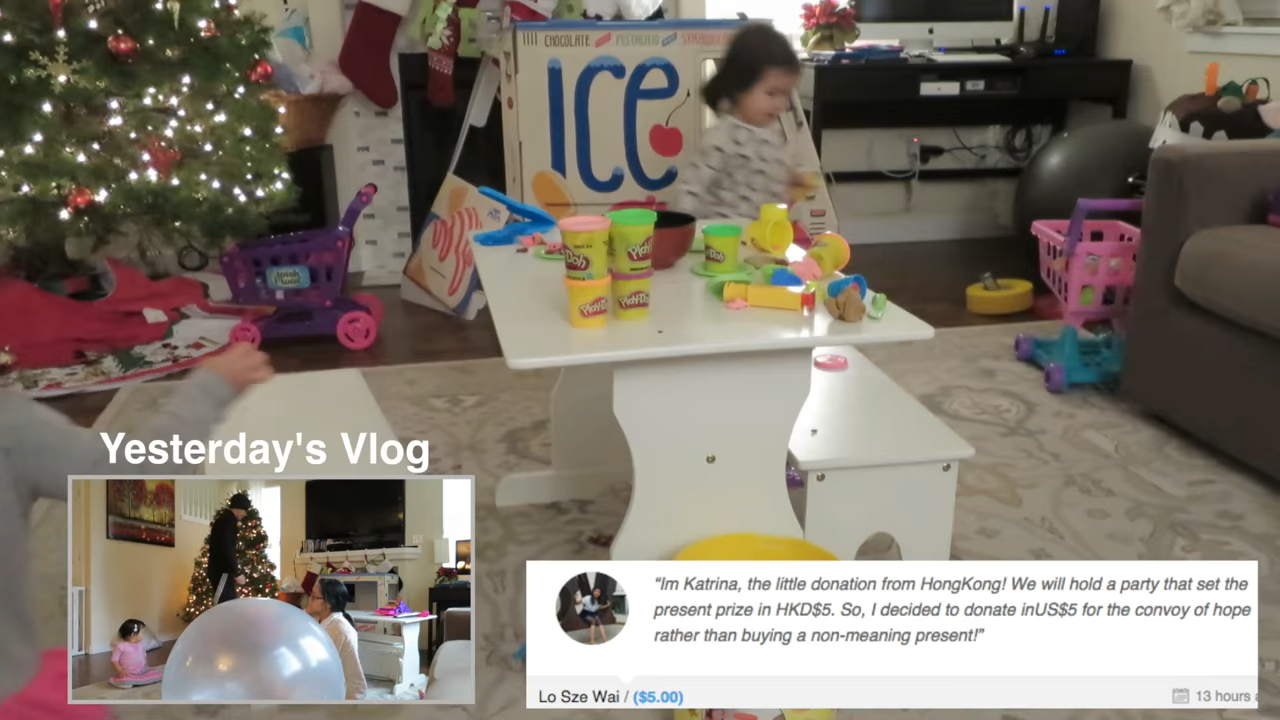 CHOCOLATE PISTACHIO
ICE
Play-Doh
Play-Doh
Doh
Play-Doh
Play-Doh
Yesterday's Vlog
“Im Katrina, the little donation from HongKong! We will hold a party that set the
present prize in HKD$5. So, I decided to donate inUS$5 for the convoy of hope
rather than buying a non-meaning present!”
Lo Sze Wai / ($5.00)
13 hours